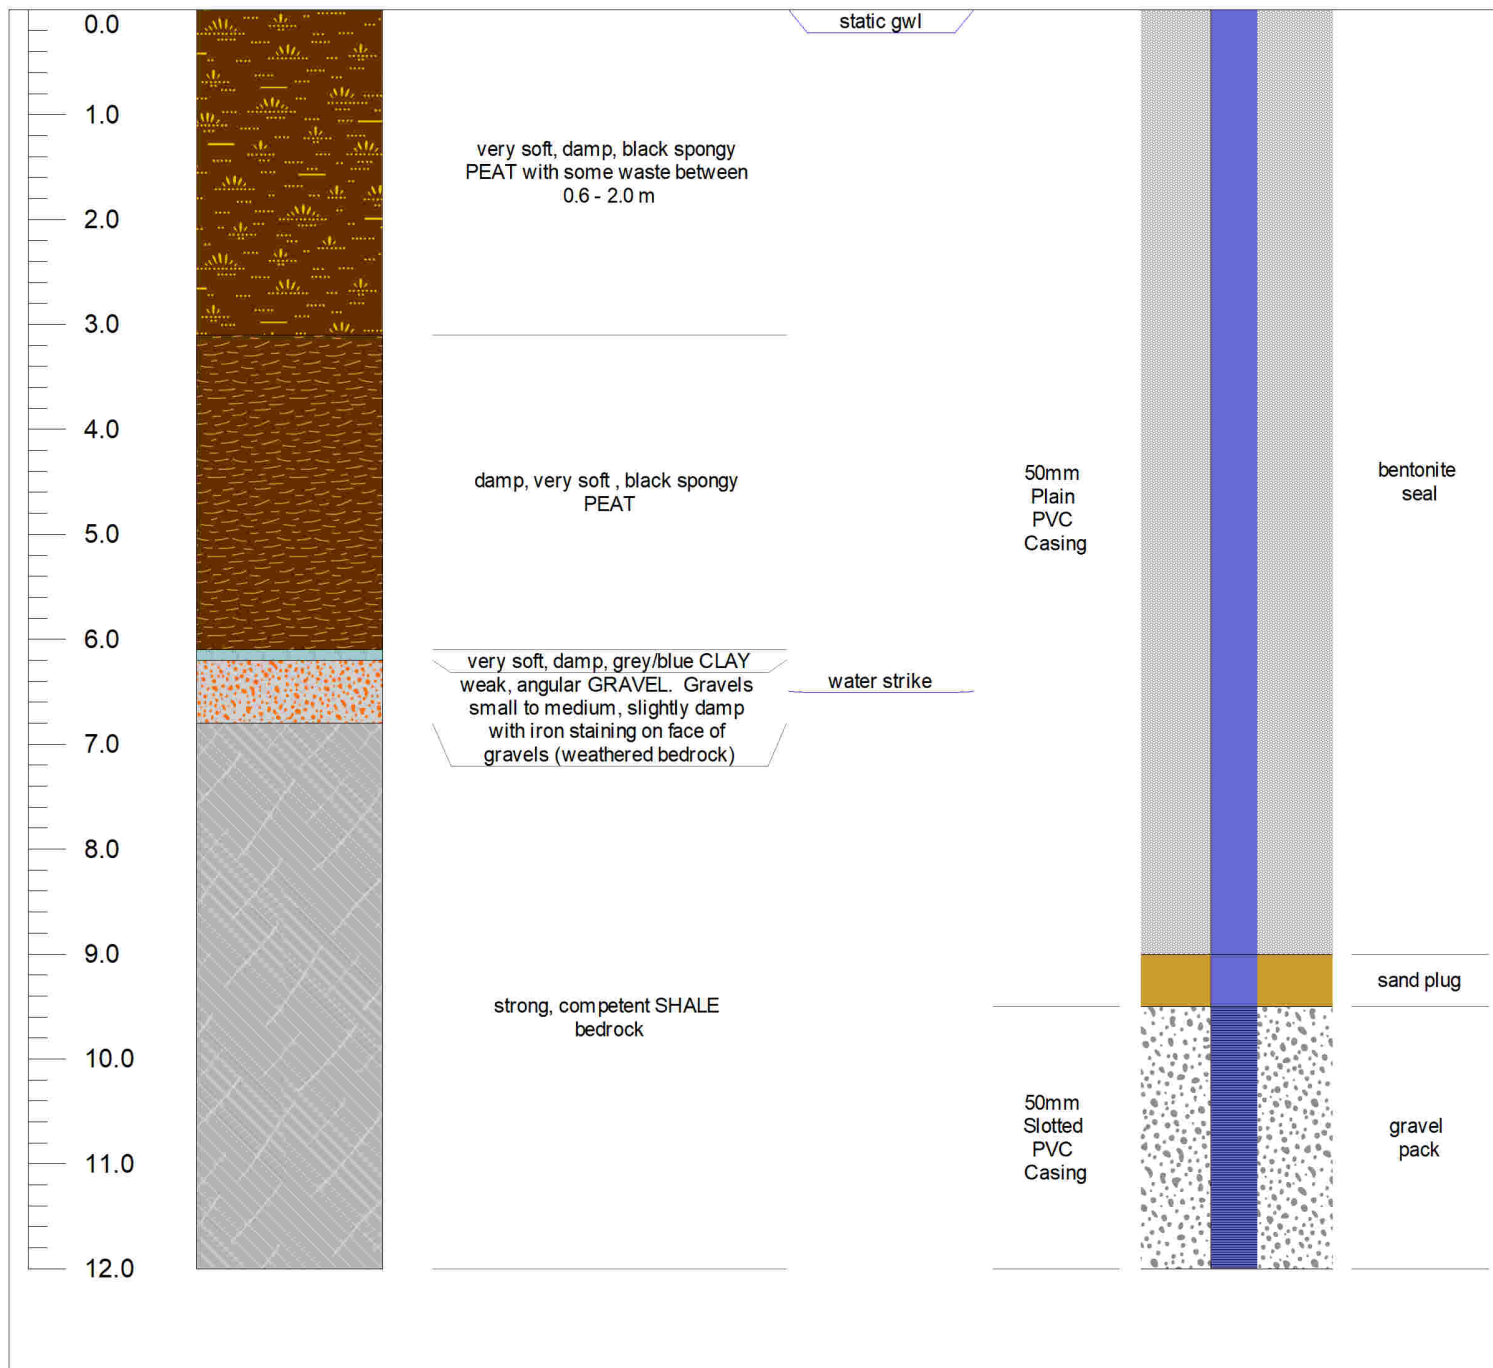 0.0
1.0
2.0
3.0
4.0
5.0
6.0
7.0
8.0
9.0
10.0
11.0
12.0
very soft, damp, black spongy
PEAT with some waste between
0.6 - 2.0 m
damp, very soft , black spongy
PEAT
very soft, damp, grey/blue CLAY
weak, angular GRAVEL. Gravels
small to medium, slightly damp
with iron staining on face of
gravels (weathered bedrock)
strong, competent SHALE
bedrock
static gwl
water strike
50mm
Plain
PVC
Casing
50mm
Slotted
PVC
Casing
bentonite
seal
sand plug
gravel
pack